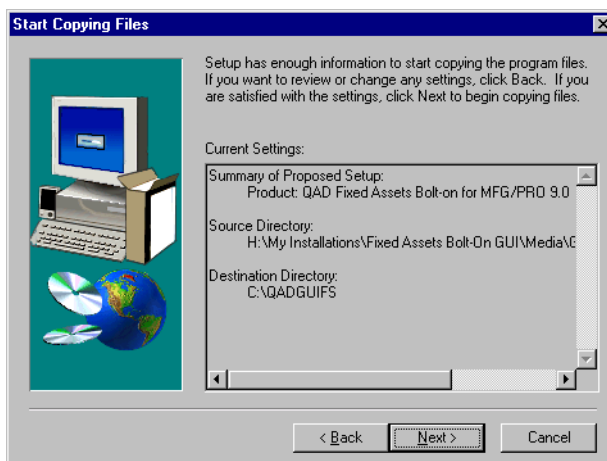 Start Copying Files
Setup has enough information to start copying the program files.
If you want to review or change any settings, click Back. If you
are satisfied with the settings, click Next to begin copying files.
Current Settings:
Summary of Proposed Setup:
Product: QAD Fixed Assets Bolt-on for MFG/PRO 9.0
Source Directory:
H:\My Installations\Fixed Assets Bolt-On GUI\Media\
Destination Directory:
C:\QADGUIFS
< Back
Next >
Cancel